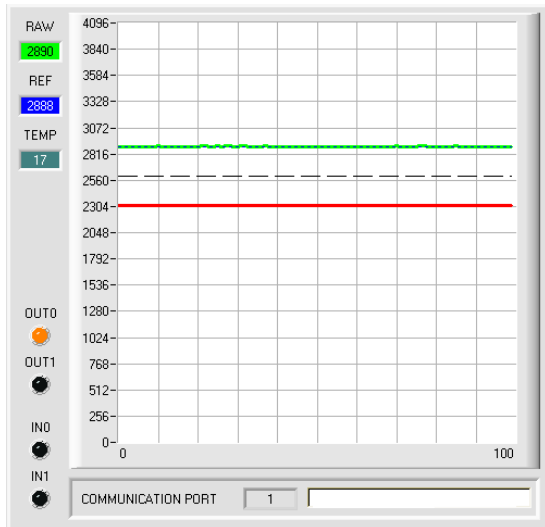 RAW
2890
REF
2888
TEMP
17
OUT0
OUT1
IN0
IN1
4096
3840
3584
3328
3072
2816
2560
2304
2048
1792
1536
1280
1024
768
512
256
0
0 100
COMMUNICATION PORT 1